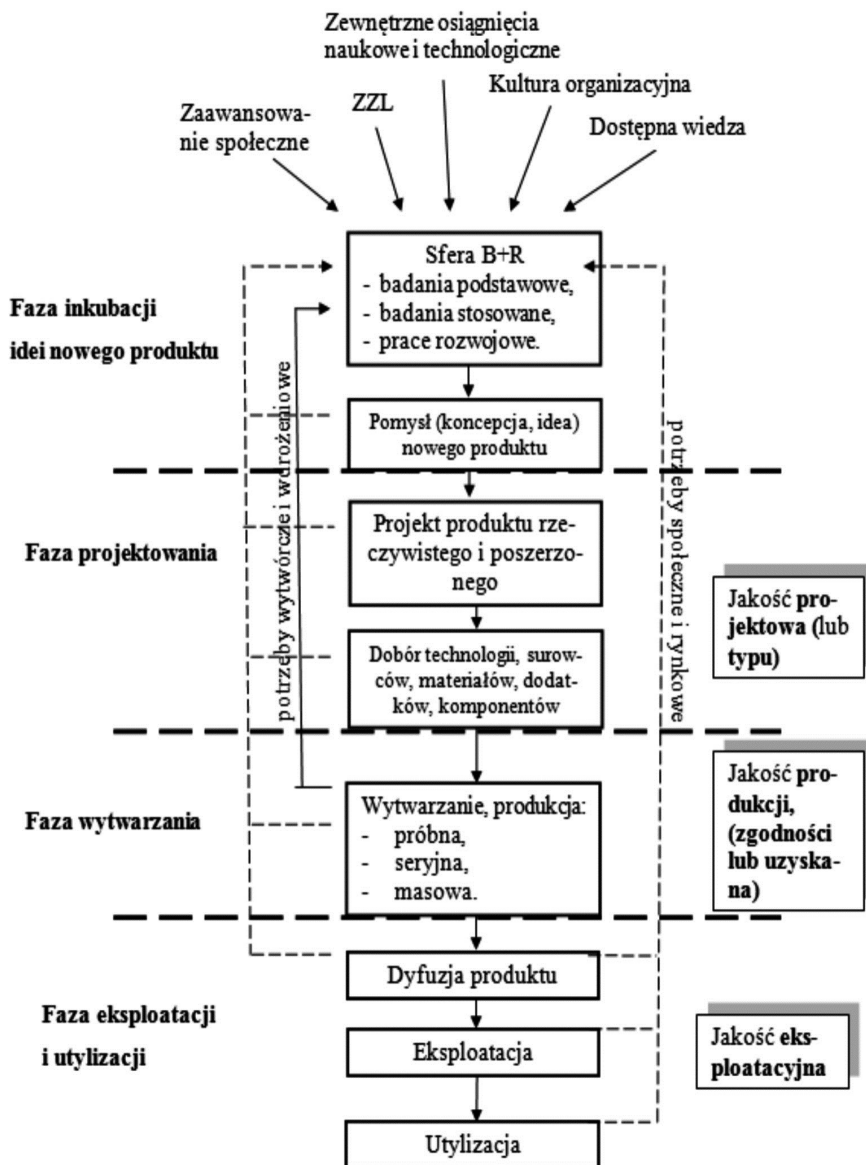 Zewnętrzne osiągnięcia
naukowe i technologiczne
Kultura organizacyjna
ZZL
Zaawansowa-
nie społeczne
Dostępna wiedza
Sfera B+R
- badania podstawowe,
- badania stosowane,
- prace rozwojowe.
Faza inkubacji
idei nowego produktu
Pomysł (koncepcja, idea)
nowego produktu
potrzeby wytwórcze i wdrożeniowe
potrzeby społeczne i rynkowe
Faza projektowania
Projekt produktu rze-
czywistego i poszerzo-
nego
Jakość pro-
jektowa (lub
typu)
Dobór technologii, surow-
ców, materiałów, dodat-
ków, komponentów
Faza wytwarzania
Wytwarzanie, produkcja:
- próbna,
- seryjna,
- masowa.
Jakość pro-
dukcji,
(zgodności
lub uzyska-
na)
Dyfuzja produktu
Faza eksploatacji
i utylizacji
Eksploatacja
Jakość eks-
ploatacyjna
Utylizacja